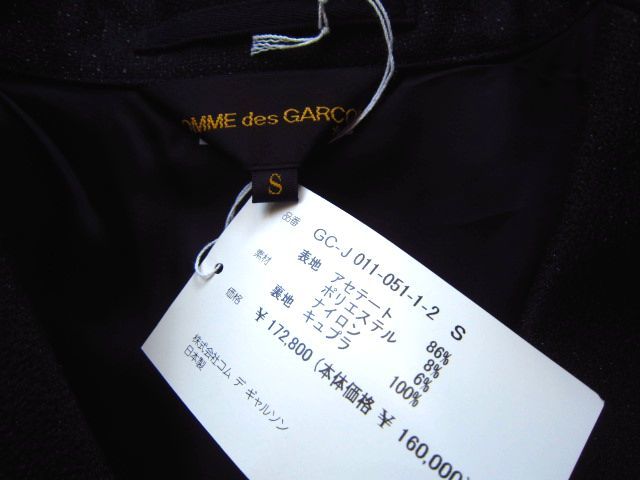 OMME des GARCO
S
品番 GC-J 011-051-1-2 S
素材 表地 アセテート 86%
ポリエステル 8%
ナイロン 6%
裏地 キュプラ 100%
価格 ¥ 172,800 (本体価格 ¥ 160,000)
株式会社コム デ ギャルソン
日本製